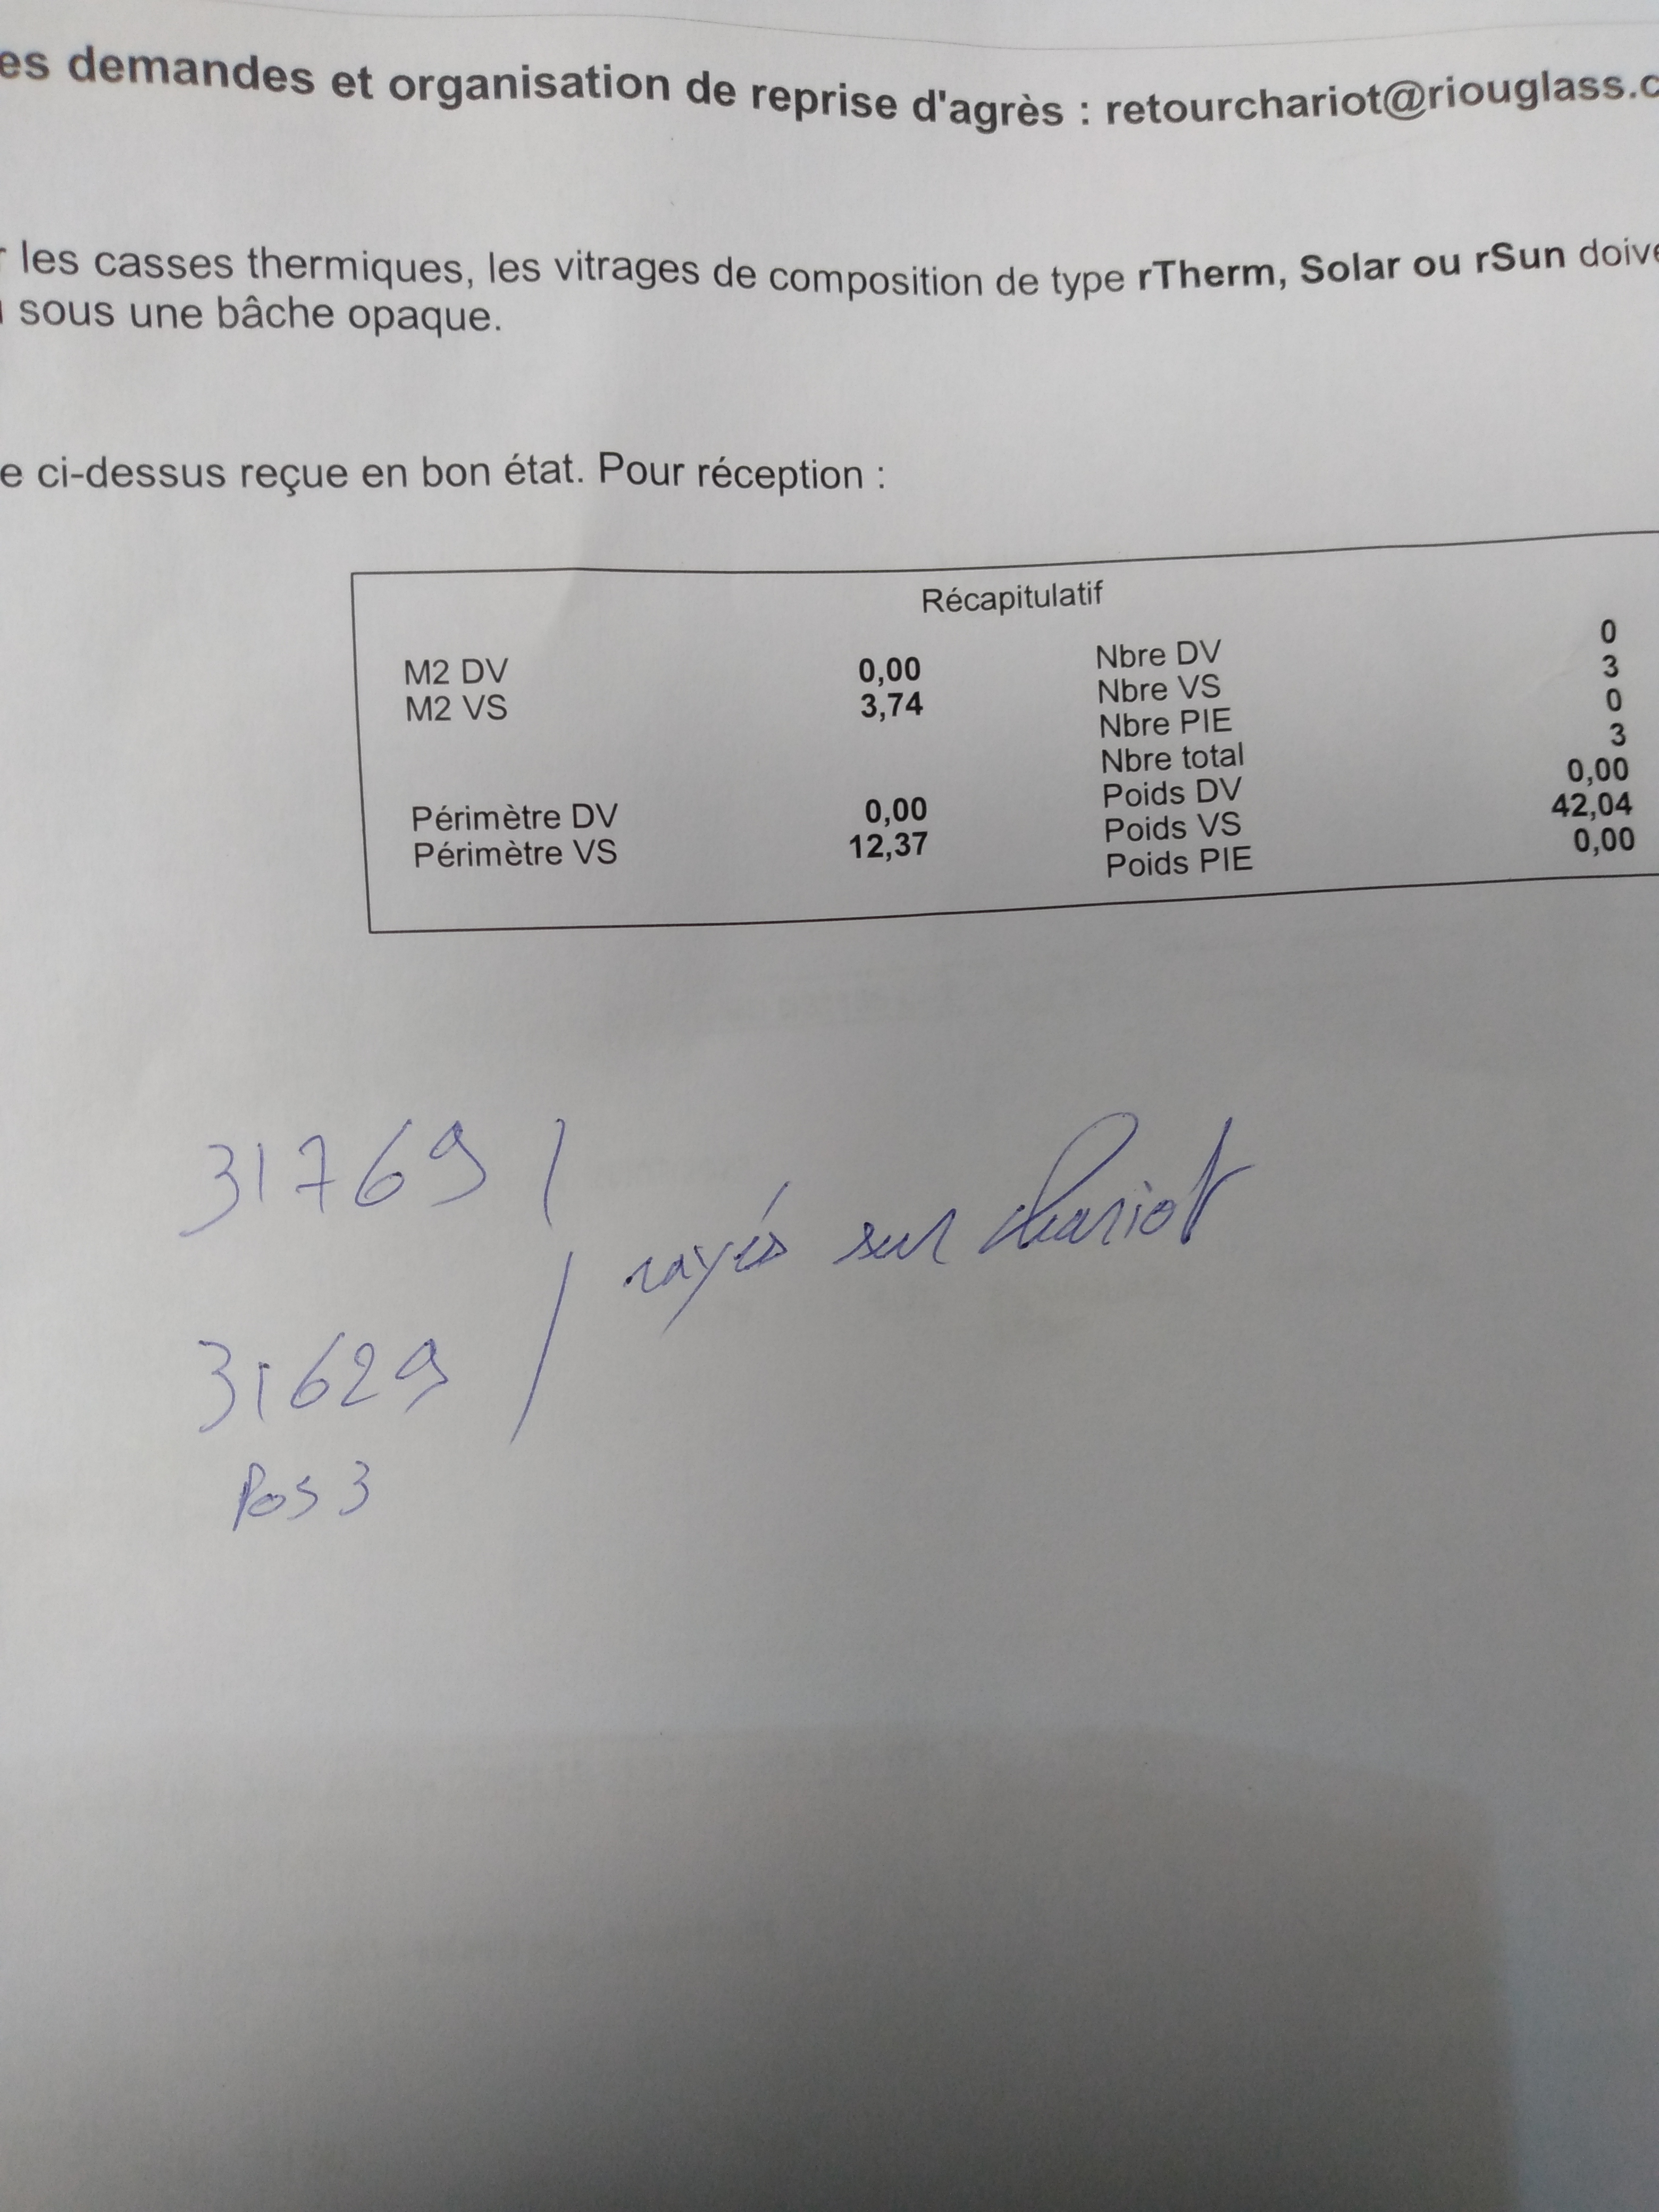 es demandes et organisation de reprise d'agrès : retourchariot@riouglass.c
les casses thermiques, les vitrages de composition de type rTherm, Solar ou rSun doive
sous une bâche opaque.
e ci-dessus reçue en bon état. Pour réception :
Récapitulatif
M2 DV 0,00 Nbre DV 0
M2 VS 3,74 Nbre VS 3
Nbre PIE 0
Nbre total 3
Périmètre DV 0,00 Poids DV 0,00
Périmètre VS 12,37 Poids VS 42,04
Poids PIE 0,00
31769 /
rayés sur chariot
31629 /
Pos 3